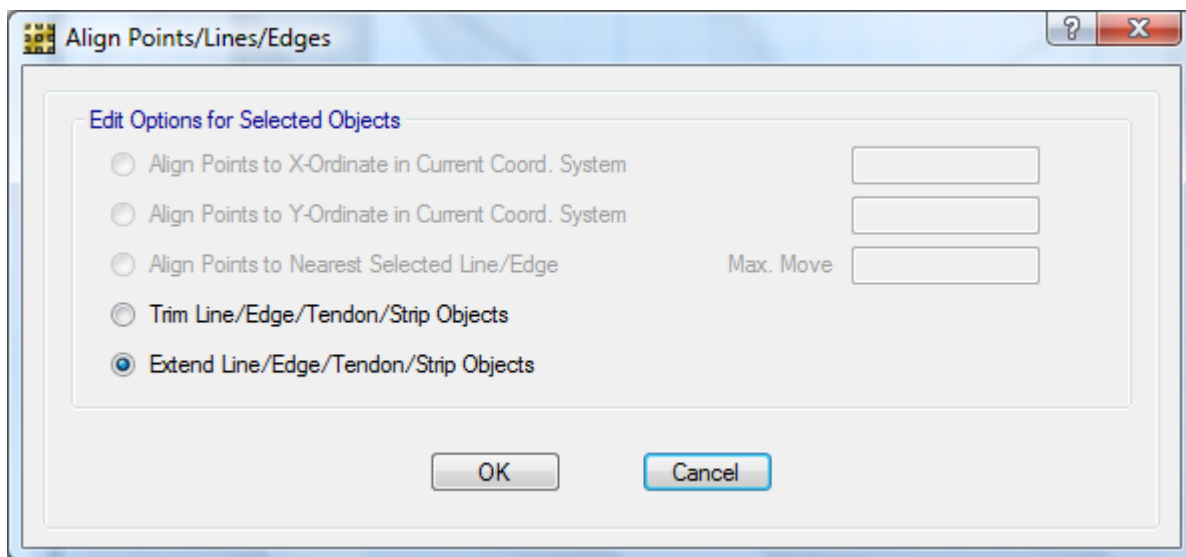 Align Points/Lines/Edges
Edit Options for Selected Objects
Align Points to X-Ordinate in Current Coord. System
Align Points to Y-Ordinate in Current Coord. System
Align Points to Nearest Selected Line/Edge Max. Move
Trim Line/Edge/Tendon/Strip Objects
Extend Line/Edge/Tendon/Strip Objects
OK Cancel